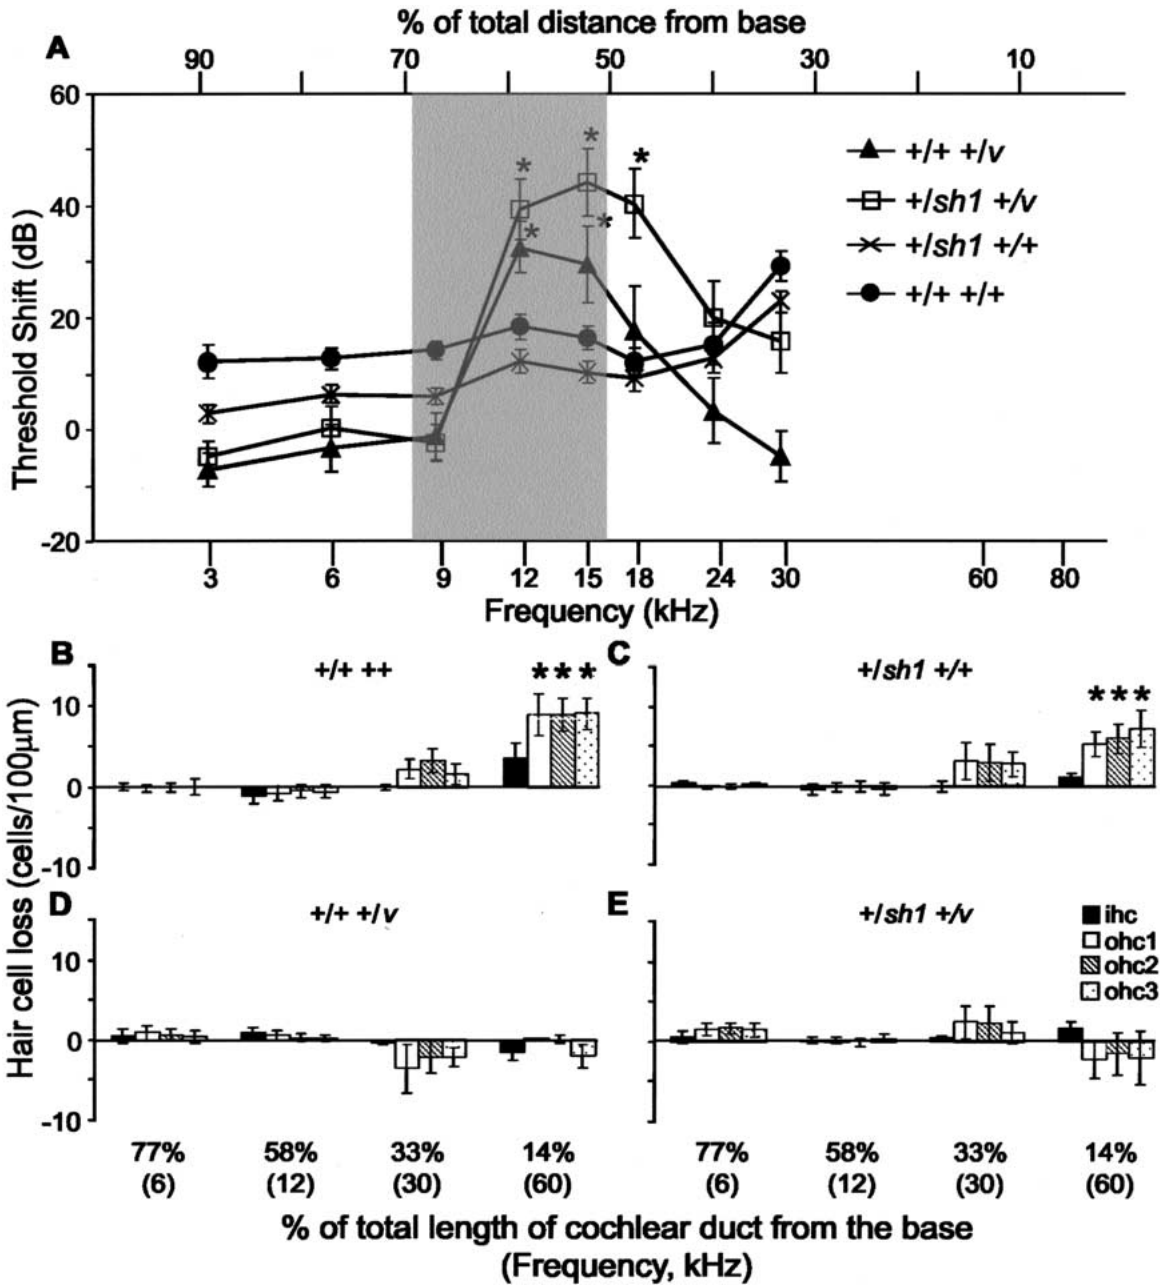 % of total distance from base
A
90 70 50 30 10
60
40
20
0
-20
Threshold Shift (dB)
* * * * *
+/+ +/v
+/sh1 +/v
+/sh1 +/+
+/+ +/+
3 6 9 12 15 18 24 30 60 80
Frequency (kHz)
Hair cell loss (cells/100µm)
B
+/+ ++
* * *
10
0
-10
C
+/sh1 +/+
* * *
D
+/+ +/v
10
0
-10
E
+/sh1 +/v
ihc
ohc1
ohc2
ohc3
77% 58% 33% 14% 77% 58% 33% 14%
(6) (12) (30) (60) (6) (12) (30) (60)
% of total length of cochlear duct from the base
(Frequency, kHz)